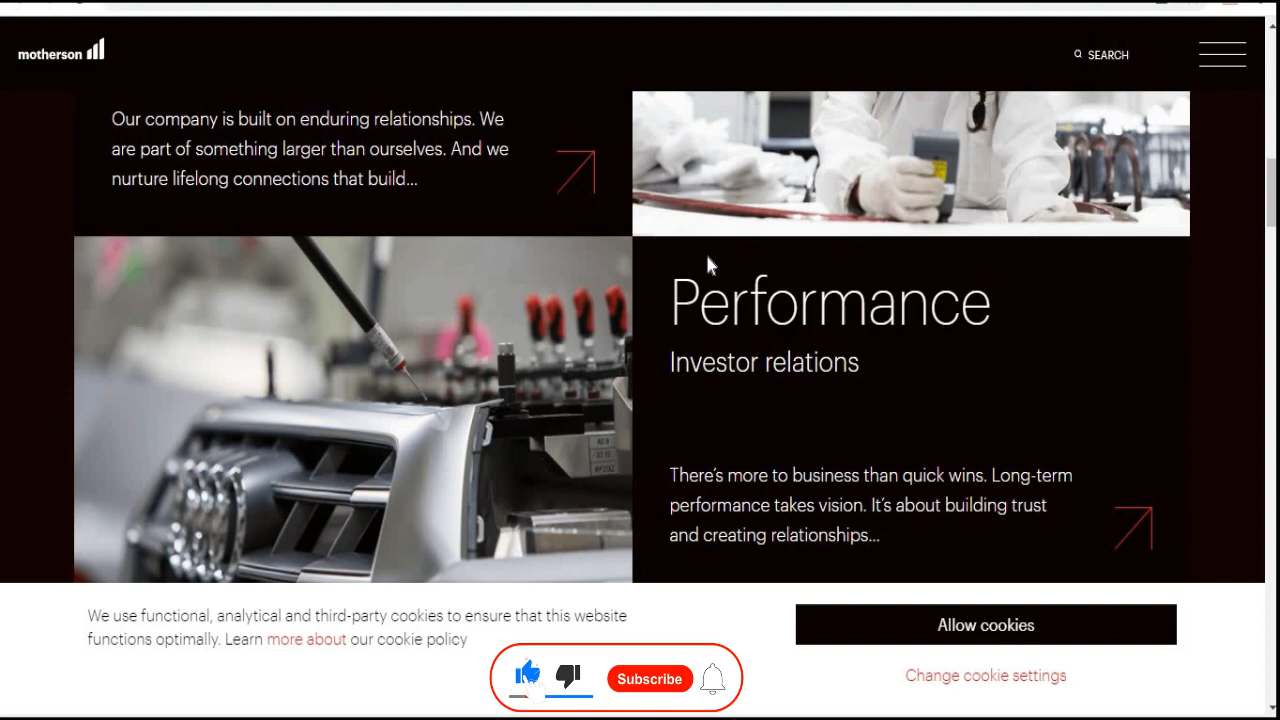 motherson
SEARCH
Our company is built on enduring relationships. We
are part of something larger than ourselves. And we
nurture lifelong connections that build...
Performance
Investor relations
There's more to business than quick wins. Long-term
performance takes vision. It's about building trust
and creating relationships...
We use functional, analytical and third-party cookies to ensure that this website
functions optimally. Learn more about our cookie policy
Allow cookies
Change cookie settings
Subscribe